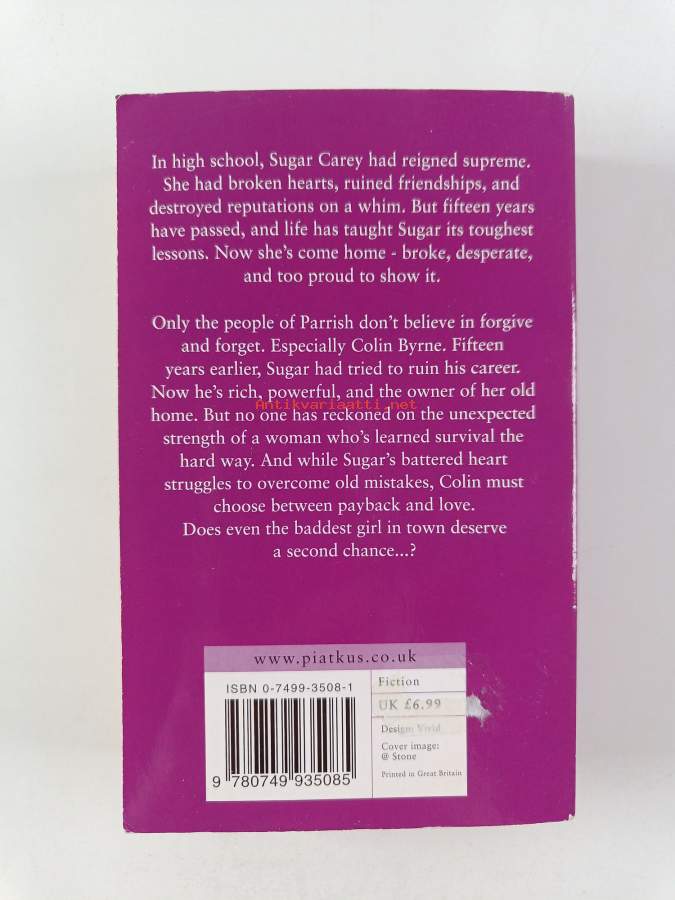 In high school, Sugar Carey had reigned supreme.
She had broken hearts, ruined friendships, and
destroyed reputations on a whim. But fifteen years
have passed, and life has taught Sugar its toughest
lessons. Now she's come home - broke, desperate,
and too proud to show it.
Only the people of Parrish don't believe in forgive
and forget. Especially Colin Byrne. Fifteen
years earlier, Sugar had tried to ruin his career.
Now he's rich, powerful, and the owner of her old
Antikvariaatti.net
home. But no one has reckoned on the unexpected
strength of a woman who's learned survival the
hard way. And while Sugar's battered heart
struggles to overcome old mistakes, Colin must
choose between payback and love.
Does even the baddest girl in town deserve
a second chance...?
www.piatkus.co.uk
ISBN 0-7499-3508-1
9 780749 935085
Fiction
UK £6.99
Design: Vivid
Cover image:
@ Stone
Printed in Great Britain